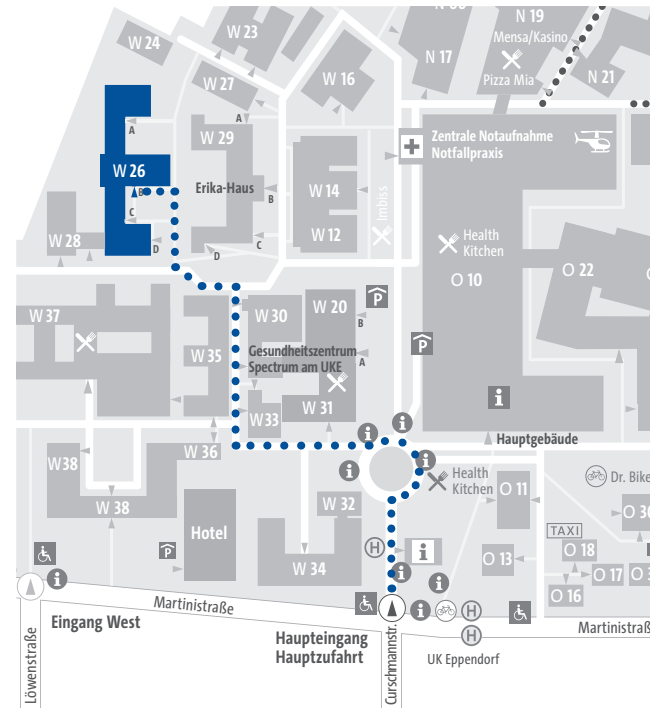 N 19
Mensa/Kasino
W 23
W 24
N 17
Pizza Mia
N 21
W 16
W 27
A
A
W 29
Zentrale Notaufnahme
Notfallpraxis
W 26
Erika-Haus
W 14
B
B
Imbiss
C
W 12
W 28
D
C
D
Health
Kitchen
O 10
O 22
W 37
W 30
W 20
P
B
P
W 35
Gesundheitszentrum
Spectrum am UKE
A
W 33
W 31
i
Hauptgebäude
i
i
W 38
W 36
i
i
Health
Kitchen
O 11
Dr. Bike
W 38
W 32
Hotel
TAXI
P
H
i
O 13
O 18
W 34
O 17
O 16
i
i
i
Martinistraße
i
H
Eingang West
Haupteingang
Hauptzufahrt
H
UK Eppendorf
Löwenstraße
Curschmannstr.